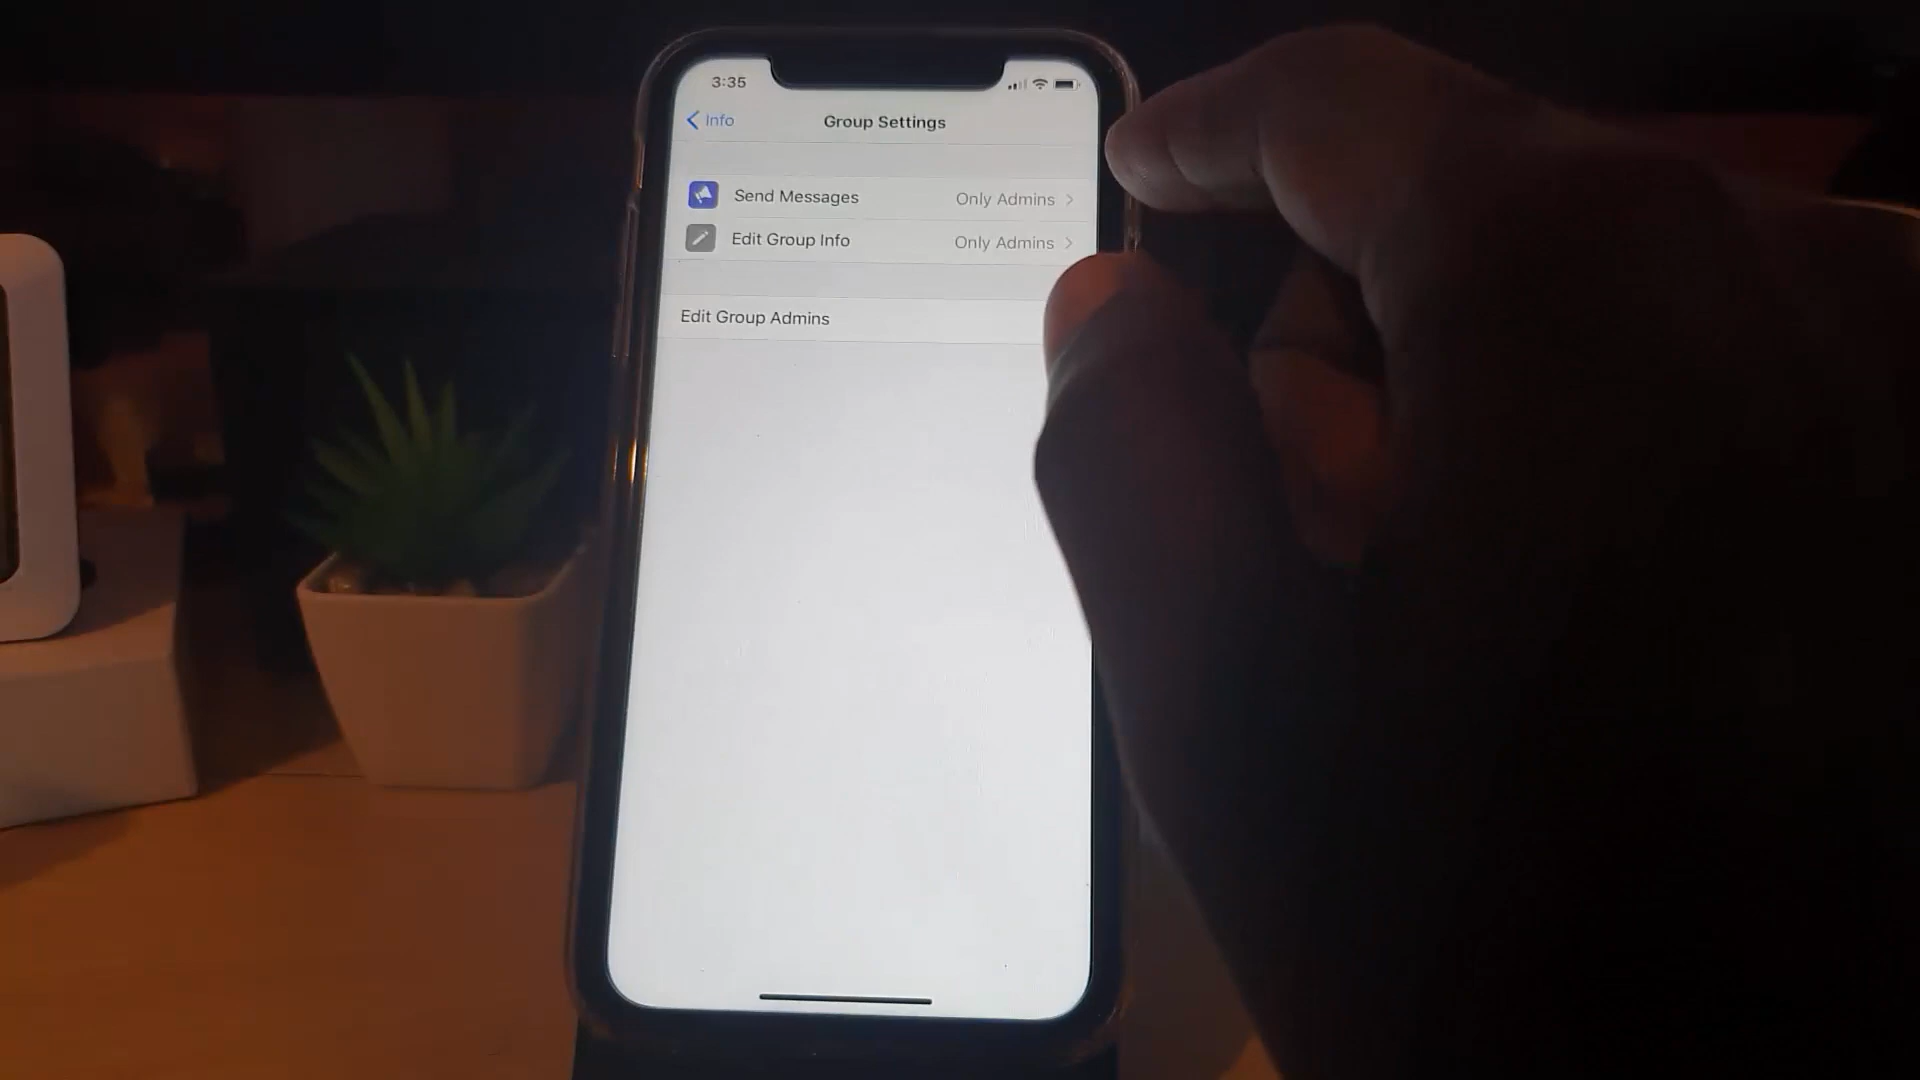 3:35
Info
Group Settings
Send Messages Only Admins
Edit Group Info Only Admins
Edit Group Admins